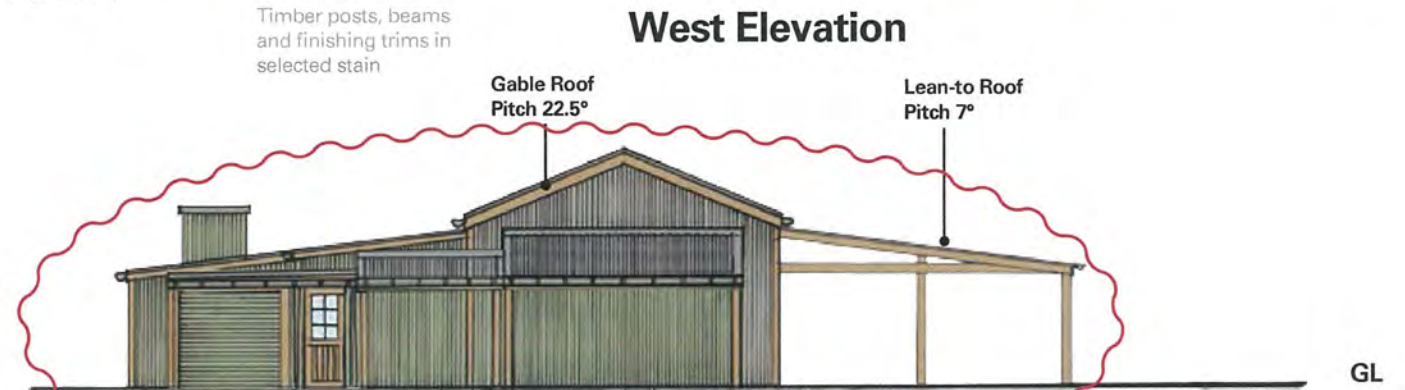 Timber posts, beams
and finishing trims in
selected stain
West Elevation
Gable Roof
Pitch 22.5°
Lean-to Roof
Pitch 7°
GL